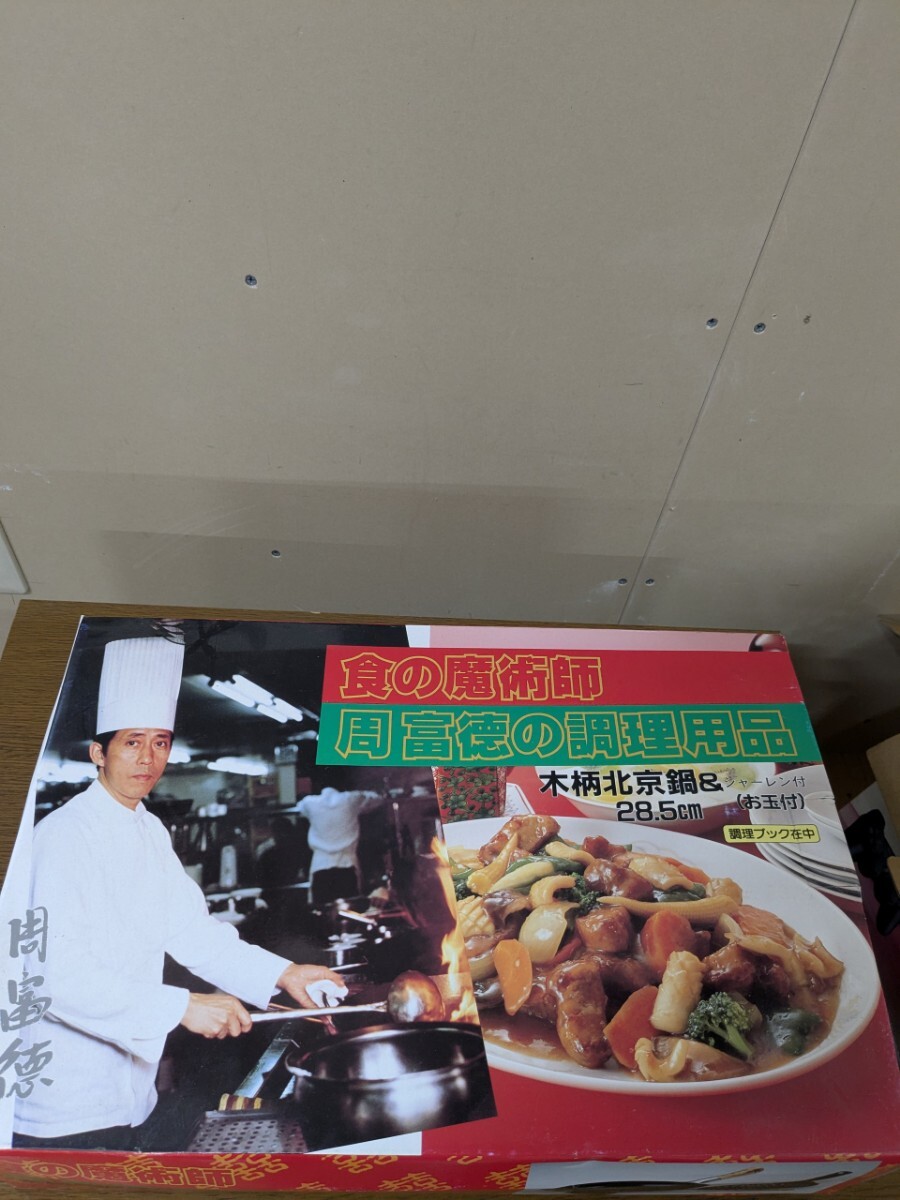 食の魔術師
周富徳の調理用品
木柄北京鍋&
28.5cm
ジャーレン付
(お玉付)
調理ブック在中
周富徳
の魔術師